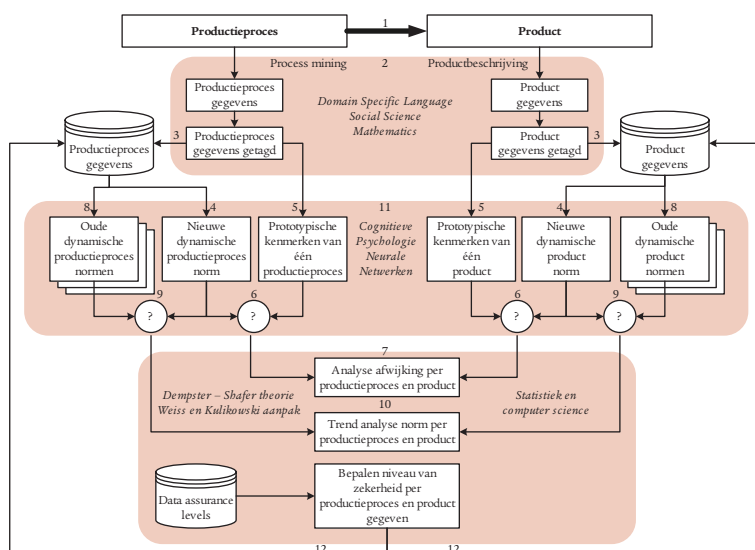 1
Productieproces
Product
Process mining
2
Productbeschrijving
Productieproces
gegevens
Product
gegevens
Domain Specific Language
Social Science
Mathematics
3
Productieproces
gegevens getagd
Product
gegevens getagd
3
Productieproces
gegevens
Product
gegevens
8
4
5
11
5
4
8
Oude
dynamische
productieproces
normen
Nieuwe
dynamische
productieproces
norm
Prototypische
kenmerken van
één
productieproces
Cognitieve
Psychologie
Neurale
Netwerken
Prototypische
kenmerken van
één
product
Nieuwe
dynamische
product
norm
Oude
dynamische
product
normen
9
6
6
9
?
?
?
?
7
Analyse afwijking per
productieproces en product
Dempster – Shafer theorie
Weiss en Kulikowski aanpak
Statistiek en
computer science
10
Trend analyse norm per
productieproces en product
Bepalen niveau van
zekerheid per
productieproces en product
gegeven
Data assurance
levels
12
12